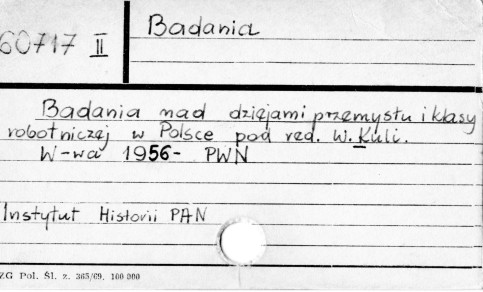 60717 II
Badania
Badania nad dziejami przemysłu i klasy
robotniczej w Polsce pod red. W. Kuli.
W-wa 1956- PWN
Instytut Historii PAN
ZG Pol. Śl. z. 365/69. 100 000